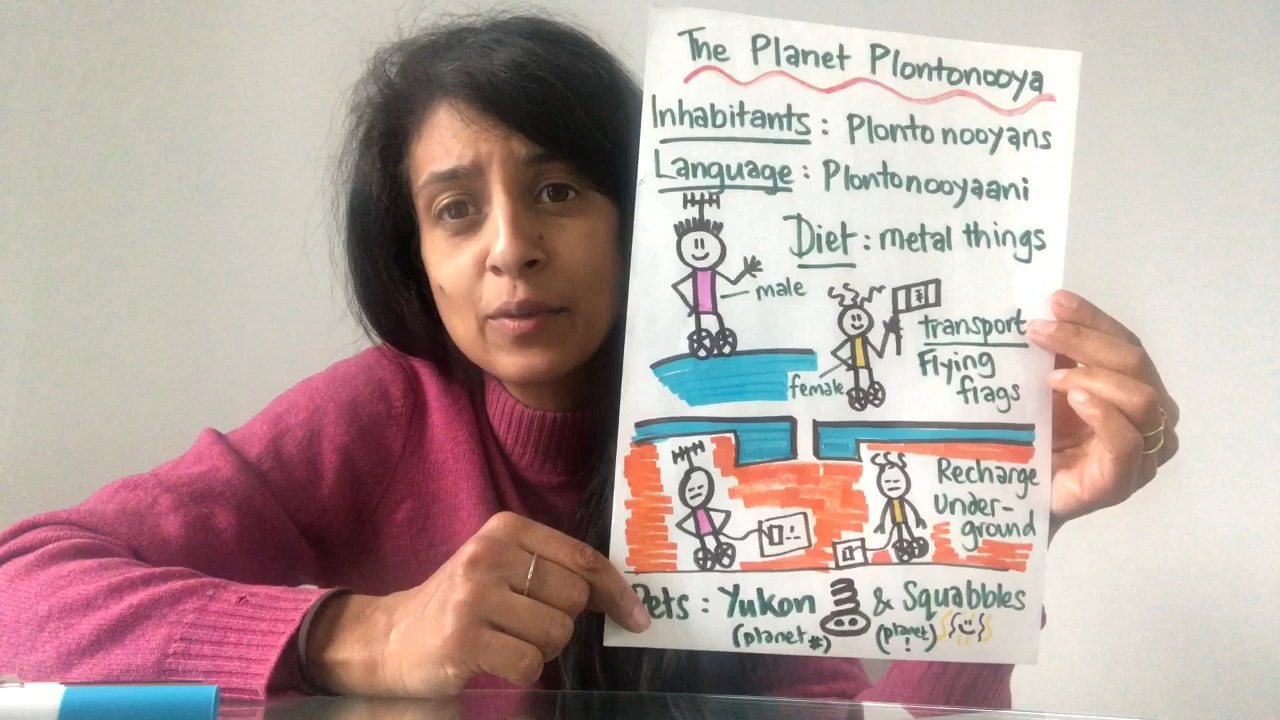 The Planet Plontonooya
Inhabitants: Plontonooyans
Language: Plontonooyaani
Diet: metal things
male
female
transport
Flying
flags
Recharge
under-
ground
Pets: Yukon & Squabbles
(planet #) (planet ?)